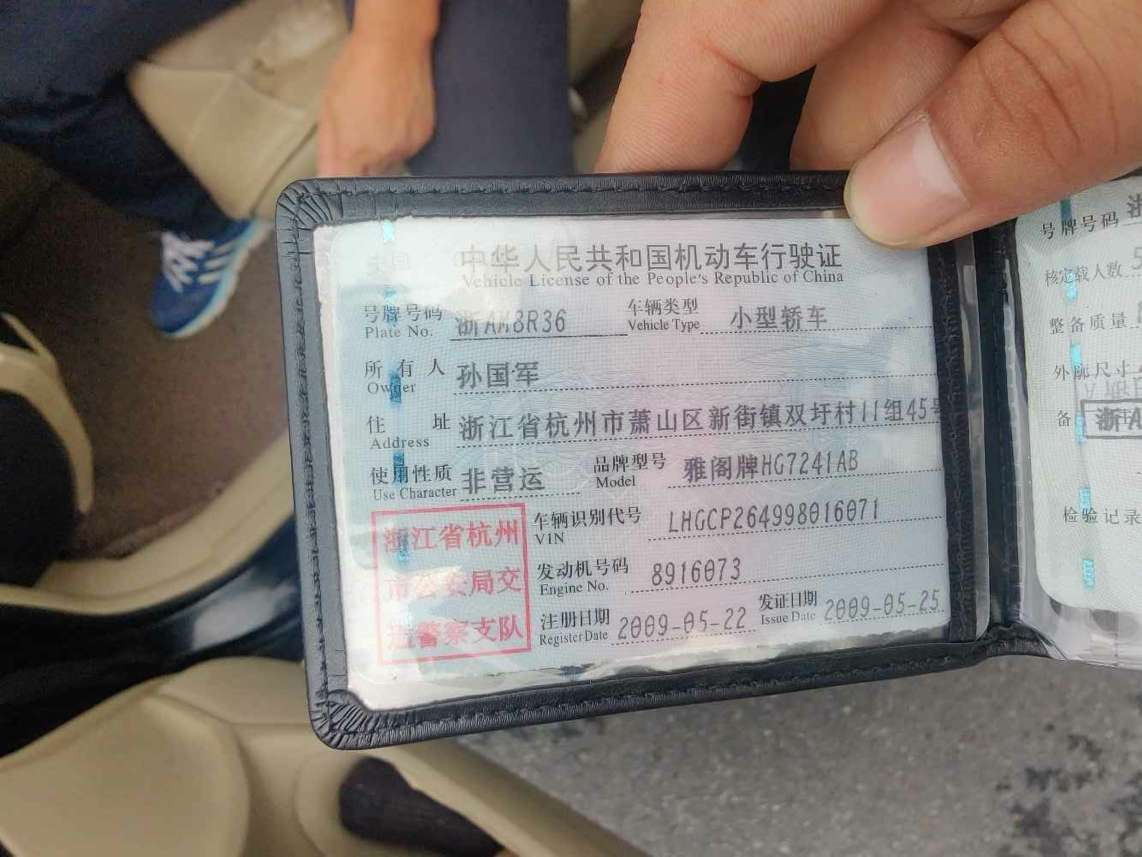 中华人民共和国机动车行驶证
Vehicle License of the People's Republic of China
号牌号码 浙AM8R36 车辆类型 小型轿车
Plate No. Vehicle Type
所有人 孙国军
Owner
住址 浙江省杭州市萧山区新街镇双圩村11组45号
Address
使用性质 非营运 品牌型号 雅阁牌HG7241AB
Use Character Model
车辆识别代号 LHGCP264998016071
VIN
发动机号码 8916073
Engine No.
注册日期 2009-05-22 发证日期 2009-05-25
Register Date Issue Date
浙江省杭州
市公安局交
通警察支队
号牌号码
核定载人数 5
整备质量
外廓尺寸
备
浙A
检验记录